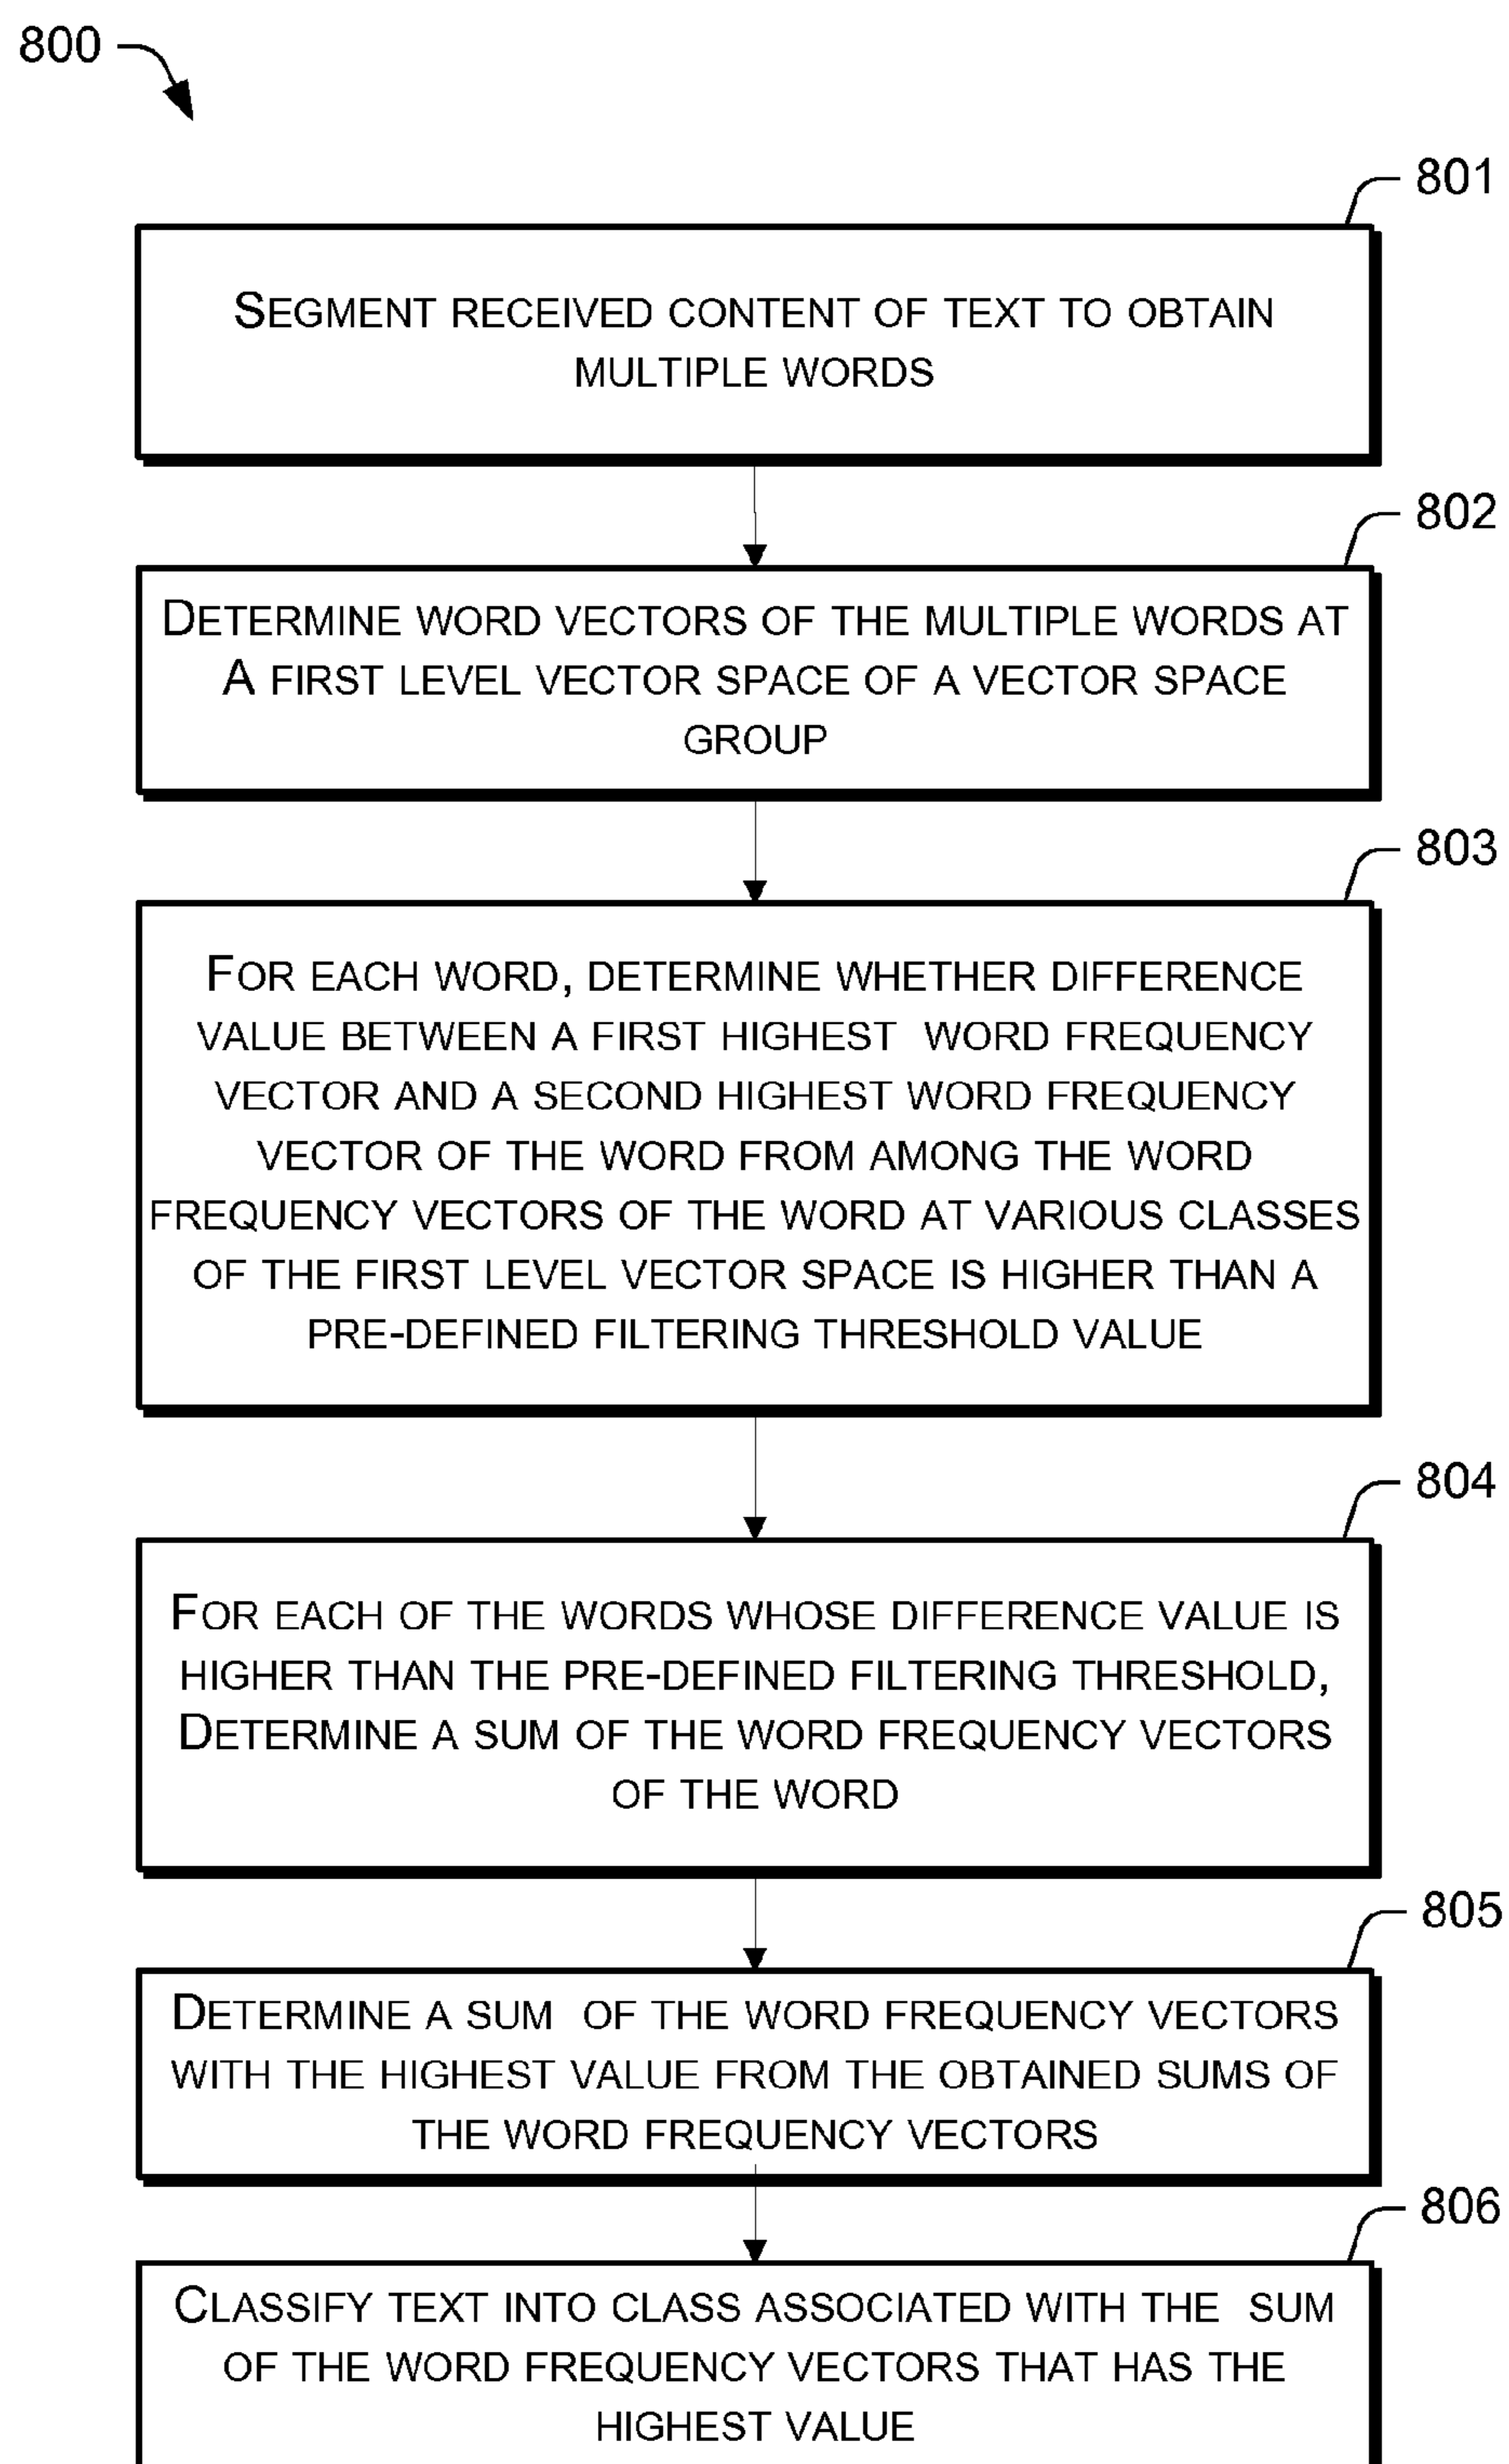 800
801
SEGMENT RECEIVED CONTENT OF TEXT TO OBTAIN
MULTIPLE WORDS
802
DETERMINE WORD VECTORS OF THE MULTIPLE WORDS AT
A FIRST LEVEL VECTOR SPACE OF A VECTOR SPACE
GROUP
803
FOR EACH WORD, DETERMINE WHETHER DIFFERENCE
VALUE BETWEEN A FIRST HIGHEST WORD FREQUENCY
VECTOR AND A SECOND HIGHEST WORD FREQUENCY
VECTOR OF THE WORD FROM AMONG THE WORD
FREQUENCY VECTORS OF THE WORD AT VARIOUS CLASSES
OF THE FIRST LEVEL VECTOR SPACE IS HIGHER THAN A
PRE-DEFINED FILTERING THRESHOLD VALUE
804
FOR EACH OF THE WORDS WHOSE DIFFERENCE VALUE IS
HIGHER THAN THE PRE-DEFINED FILTERING THRESHOLD,
DETERMINE A SUM OF THE WORD FREQUENCY VECTORS
OF THE WORD
805
DETERMINE A SUM OF THE WORD FREQUENCY VECTORS
WITH THE HIGHEST VALUE FROM THE OBTAINED SUMS OF
THE WORD FREQUENCY VECTORS
806
CLASSIFY TEXT INTO CLASS ASSOCIATED WITH THE SUM
OF THE WORD FREQUENCY VECTORS THAT HAS THE
HIGHEST VALUE